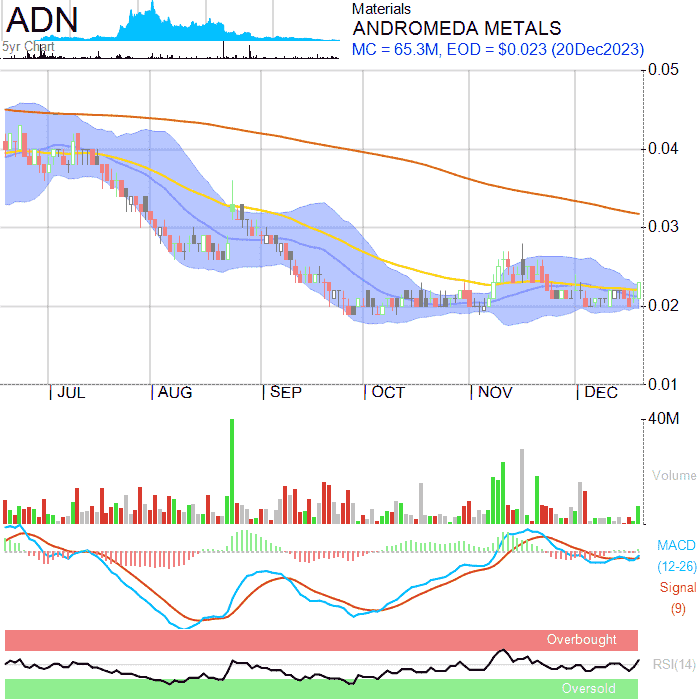 ADN
5yr Chart
Materials
ANDROMEDA METALS
MC = 65.3M, EOD = $0.023 (20Dec2023)
0.05
0.04
0.03
0.02
0.01
JUL AUG SEP OCT NOV DEC
40M
Volume
MACD
(12-26)
Signal
(9)
Overbought
RSI(14)
Oversold